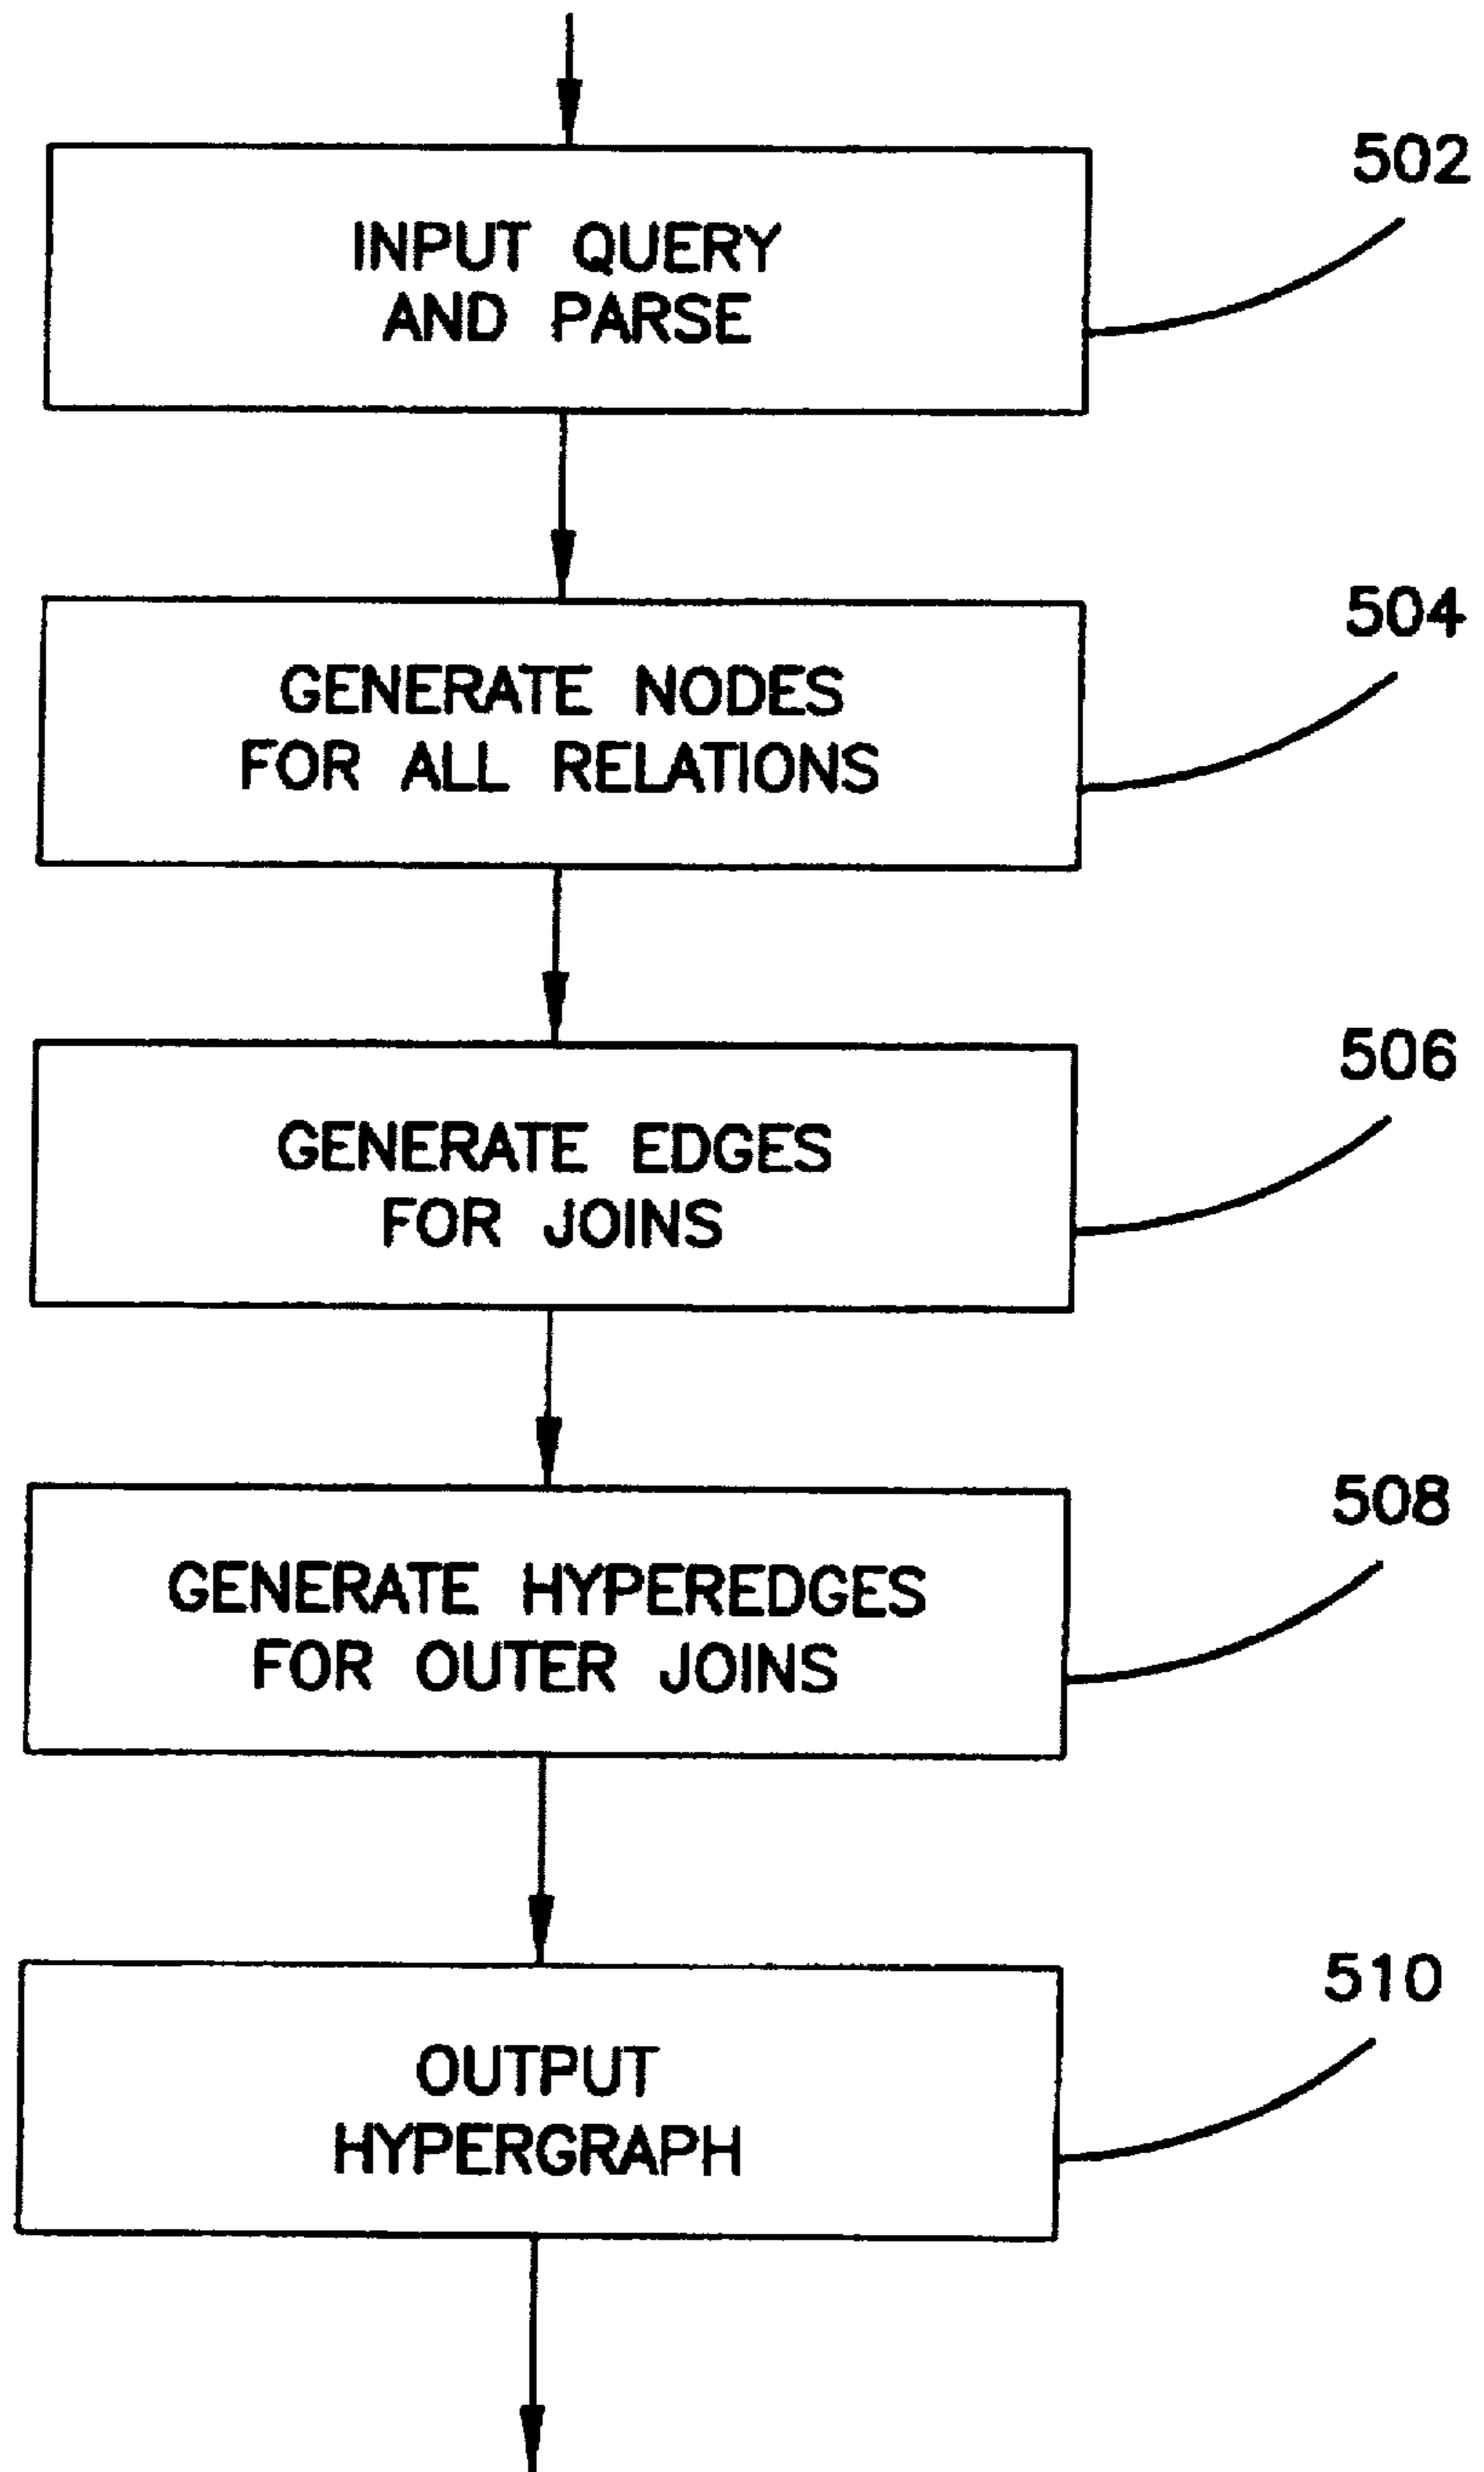 502
INPUT QUERY
AND PARSE
504
GENERATE NODES
FOR ALL RELATIONS
506
GENERATE EDGES
FOR JOINS
508
GENERATE HYPEREDGES
FOR OUTER JOINS
510
OUTPUT
HYPERGRAPH